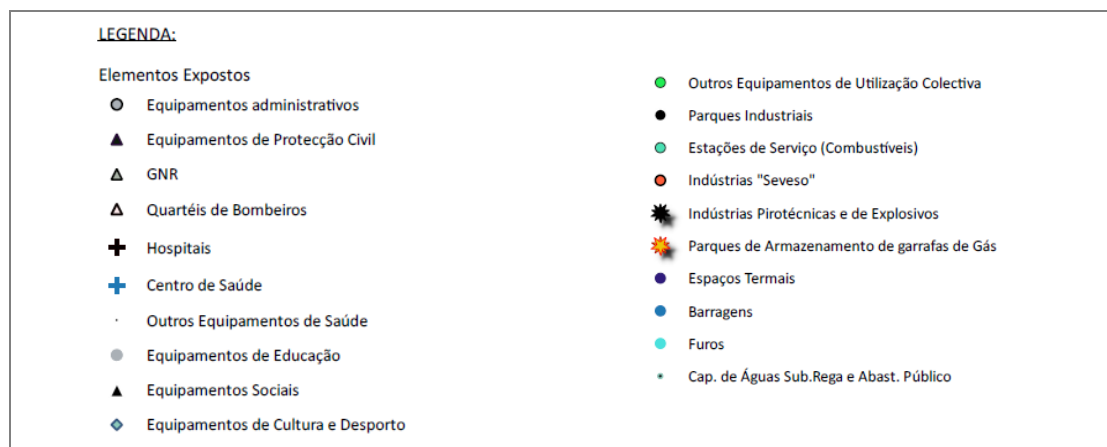 LEGENDA:
Elementos Expostos
Equipamentos administrativos
Equipamentos de Protecção Civil
GNR
Quartéis de Bombeiros
Hospitais
Centro de Saúde
Outros Equipamentos de Saúde
Equipamentos de Educação
Equipamentos Sociais
Equipamentos de Cultura e Desporto
Outros Equipamentos de Utilização Colectiva
Parques Industriais
Estações de Serviço (Combustíveis)
Indústrias "Seveso"
Indústrias Pirotécnicas e de Explosivos
Parques de Armazenamento de garrafas de Gás
Espaços Termais
Barragens
Furos
Cap. de Águas Sub.Rega e Abast. Público